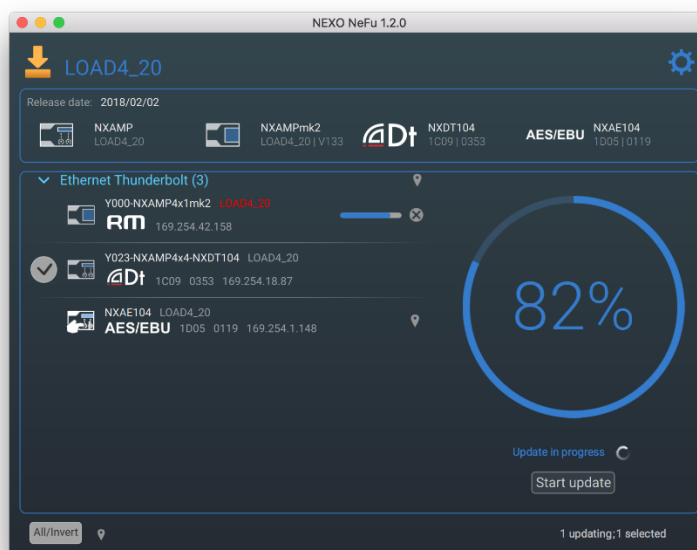 NEXO NeFu 1.2.0
LOAD4_20
Release date: 2018/02/02
NXAMP
LOAD4_20
NXAMPmk2
LOAD4_20 | V133
Dt
NXDT104
1C09 | 0353
AES/EBU
NXAE104
1D05 | 0119
Ethernet Thunderbolt (3)
Y000-NXAMP4x1mk2 LOAD4_20
RM 169.254.42.158
Y023-NXAMP4x4-NXDT104 LOAD4_20
Dt 1C09 0353 169.254.18.87
NXAE104 LOAD4_20
AES/EBU 1D05 0119 169.254.1.148
82%
Update in progress
Start update
All/Invert
1 updating;1 selected